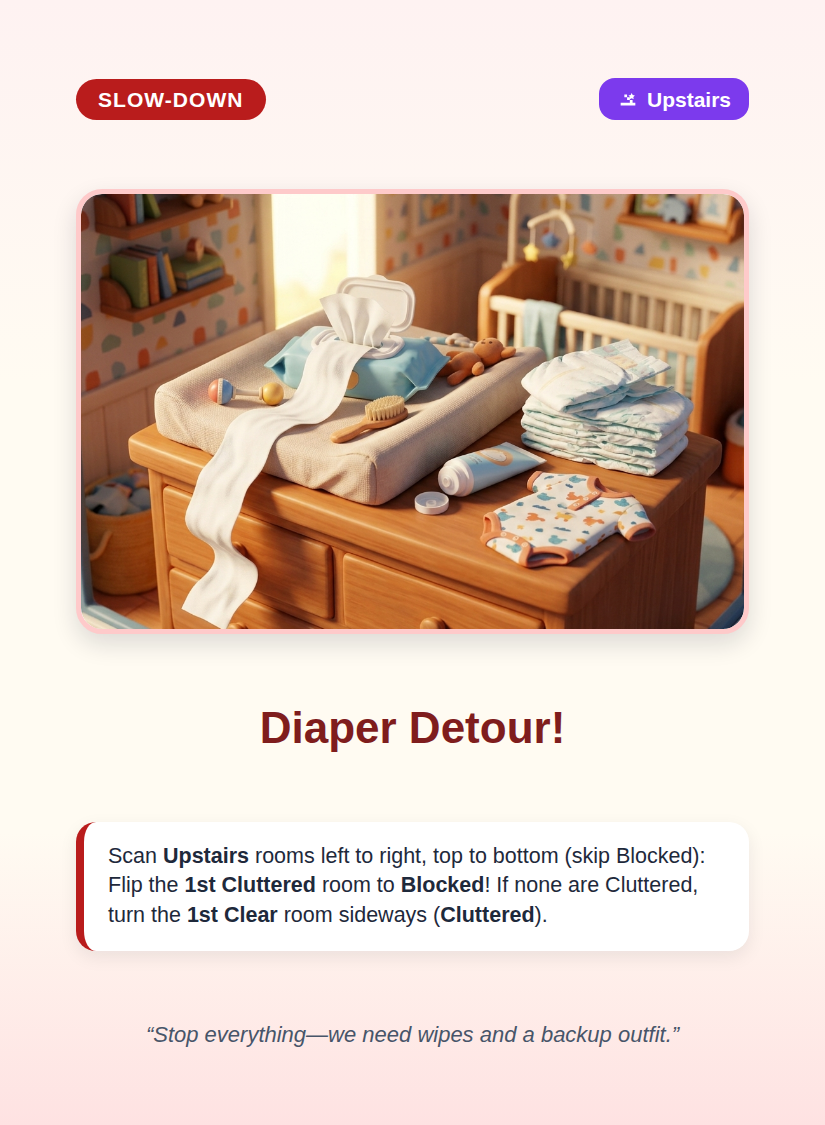 SLOW-DOWN
Upstairs
Diaper Detour!
Scan Upstairs rooms left to right, top to bottom (skip Blocked):
Flip the 1st Cluttered room to Blocked! If none are Cluttered,
turn the 1st Clear room sideways (Cluttered).
“Stop everything—we need wipes and a backup outfit.”